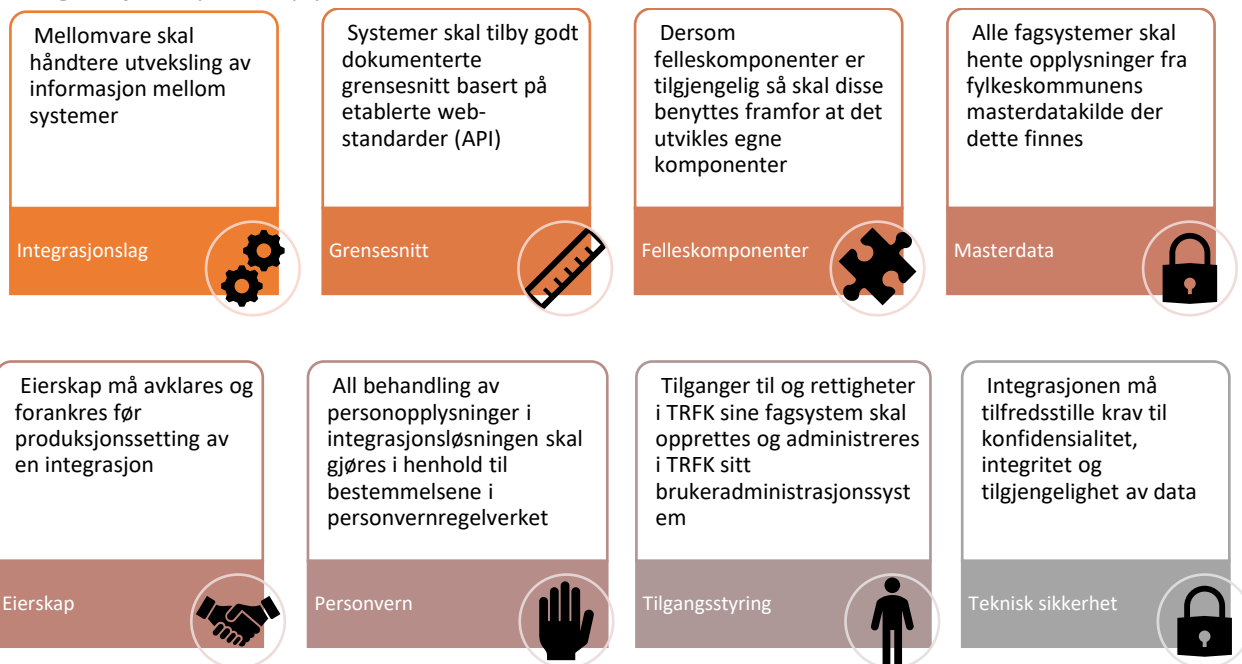 Mellomvare skal
håndtere utveksling av
informasjon mellom
systemer
Integrasjonslag
Systemer skal tilby godt
dokumenterte
grensesnitt basert på
etablerte web-
standarder (API)
Grensesnitt
Dersom
felleskomponenter er
tilgjengelig så skal disse
benyttes framfor at det
utvikles egne
komponenter
Felleskomponenter
Alle fagsystemer skal
hente opplysninger fra
fylkeskommunens
masterdatakilde der
dette finnes
Masterdata
Eierskap må avklares og
forankres før
produksjonssetting av
en integrasjon
Eierskap
All behandling av
personopplysninger i
integrasjonsløsningen skal
gjøres i henhold til
bestemmelsene i
personvernregelverket
Personvern
Tilganger til og rettigheter
i TRFK sine fagsystem skal
opprettes og administreres
i TRFK sitt
brukeradministrasjonssyst
em
Tilgangsstyring
Integrasjonen må
tilfredsstille krav til
konfidensialitet,
integritet og
tilgjengelighet av data
Teknisk sikkerhet